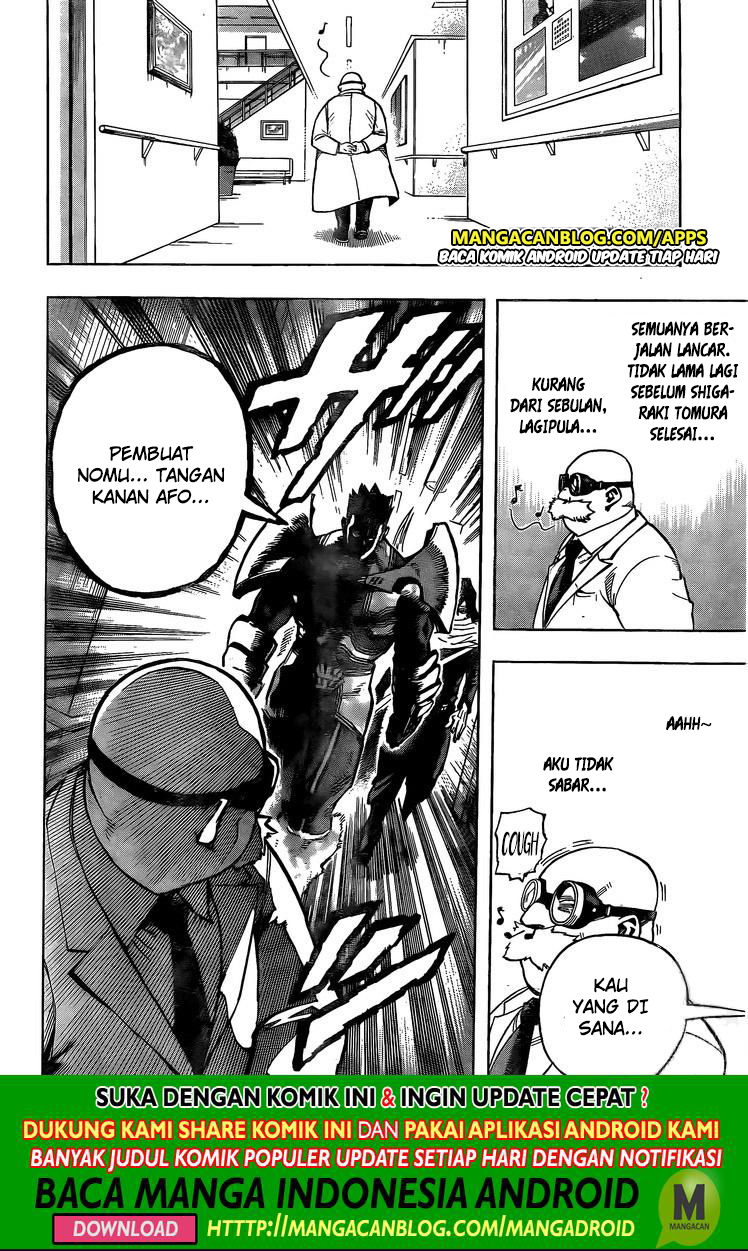 MANGACANBLOG.COM/APPS
BACA KOMIK ANDROID UPDATE TIAP HARI
SEMUANYA BER-
JALAN LANCAR.
TIDAK LAMA LAGI
SEBELUM SHIGA-
RAKI TOMURA
SELESAI...
KURANG
DARI SEBULAN,
LAGIPULA...
AAHH~
AKU TIDAK
SABAR...
COUGH
KAU
YANG DI
SANA...
PEMBUAT
NOMU... TANGAN
KANAN AFO...
SUKA DENGAN KOMIK INI & INGIN UPDATE CEPAT ?
DUKUNG KAMI SHARE KOMIK INI DAN PAKAI APLIKASI ANDROID KAMI
BANYAK JUDUL KOMIK POPULER UPDATE SETIAP HARI DENGAN NOTIFIKASI
BACA MANGA INDONESIA ANDROID
DOWNLOAD HTTTP://MANGACANBLOG.COM/MANGADROID
M
MANGACAN